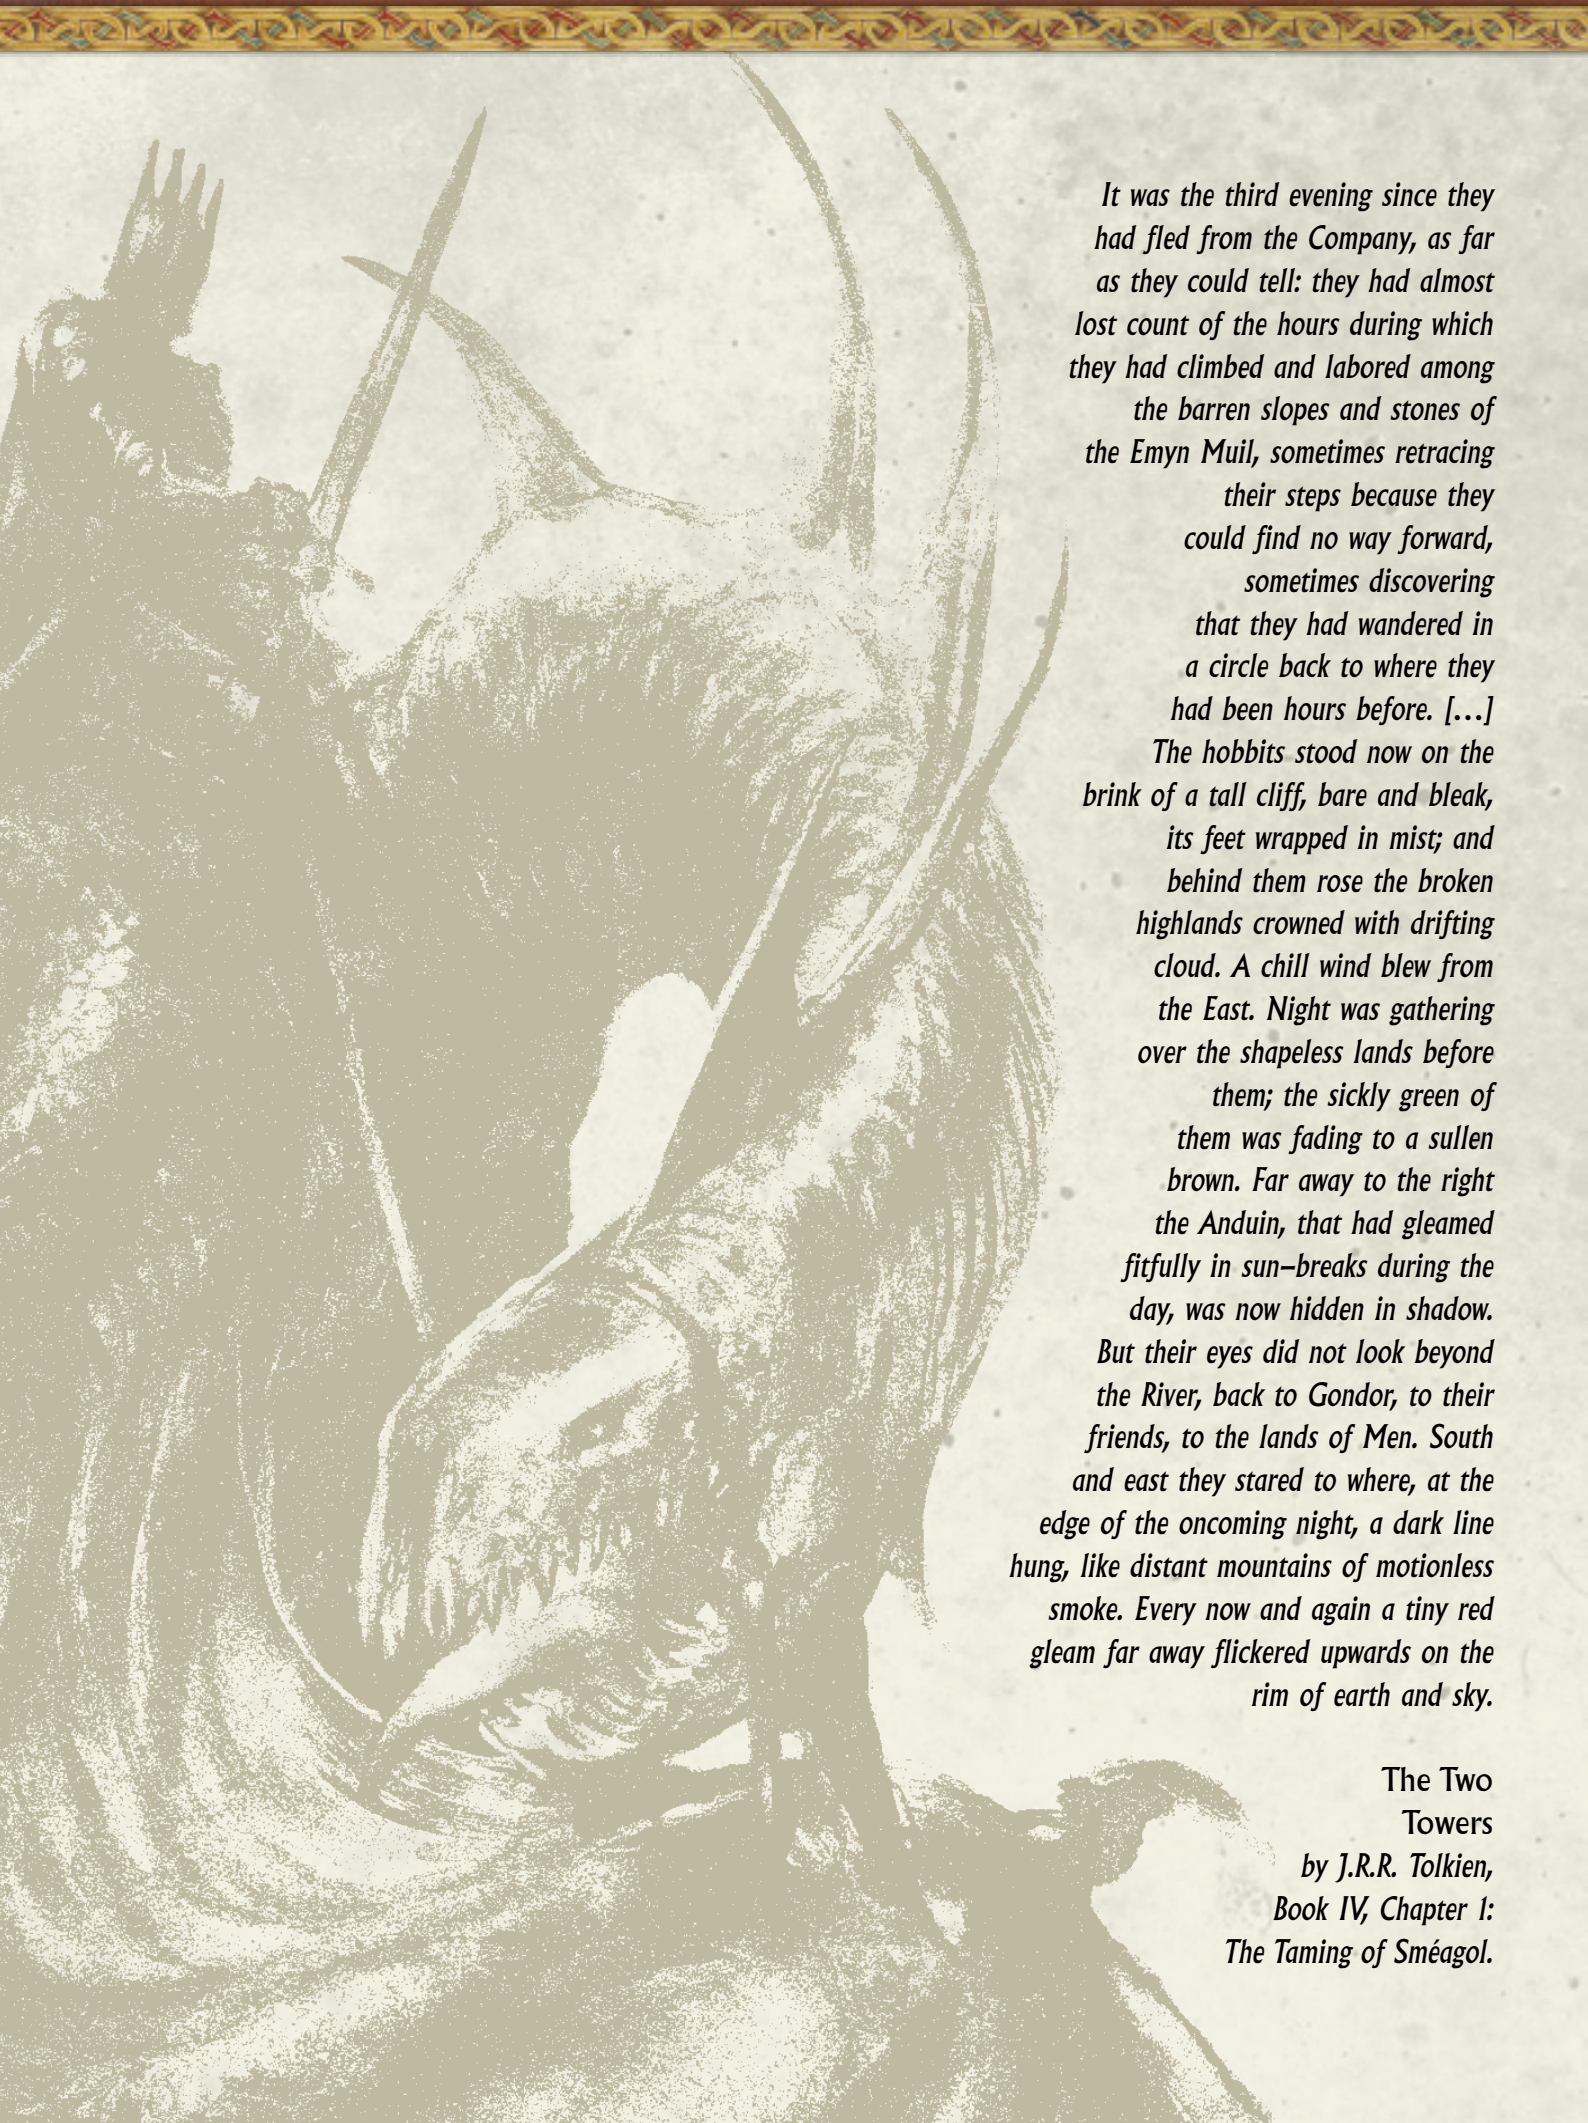 It was the third evening since they
had fled from the Company, as far
as they could tell: they had almost
lost count of the hours during which
they had climbed and labored among
the barren slopes and stones of
the Emyn Muil, sometimes retracing
their steps because they
could find no way forward,
sometimes discovering
that they had wandered in
a circle back to where they
had been hours before. […]
The hobbits stood now on the
brink of a tall cliff, bare and bleak,
its feet wrapped in mist; and
behind them rose the broken
highlands crowned with drifting
cloud. A chill wind blew from
the East. Night was gathering
over the shapeless lands before
them; the sickly green of
them was fading to a sullen
brown. Far away to the right
the Anduin, that had gleamed
fitfully in sun–breaks during the
day, was now hidden in shadow.
But their eyes did not look beyond
the River, back to Gondor, to their
friends, to the lands of Men. South
and east they stared to where, at the
edge of the oncoming night, a dark line
hung, like distant mountains of motionless
smoke. Every now and again a tiny red
gleam far away flickered upwards on the
rim of earth and sky.
The Two
Towers
by J.R.R. Tolkien,
Book IV, Chapter 1:
The Taming of Sméagol.